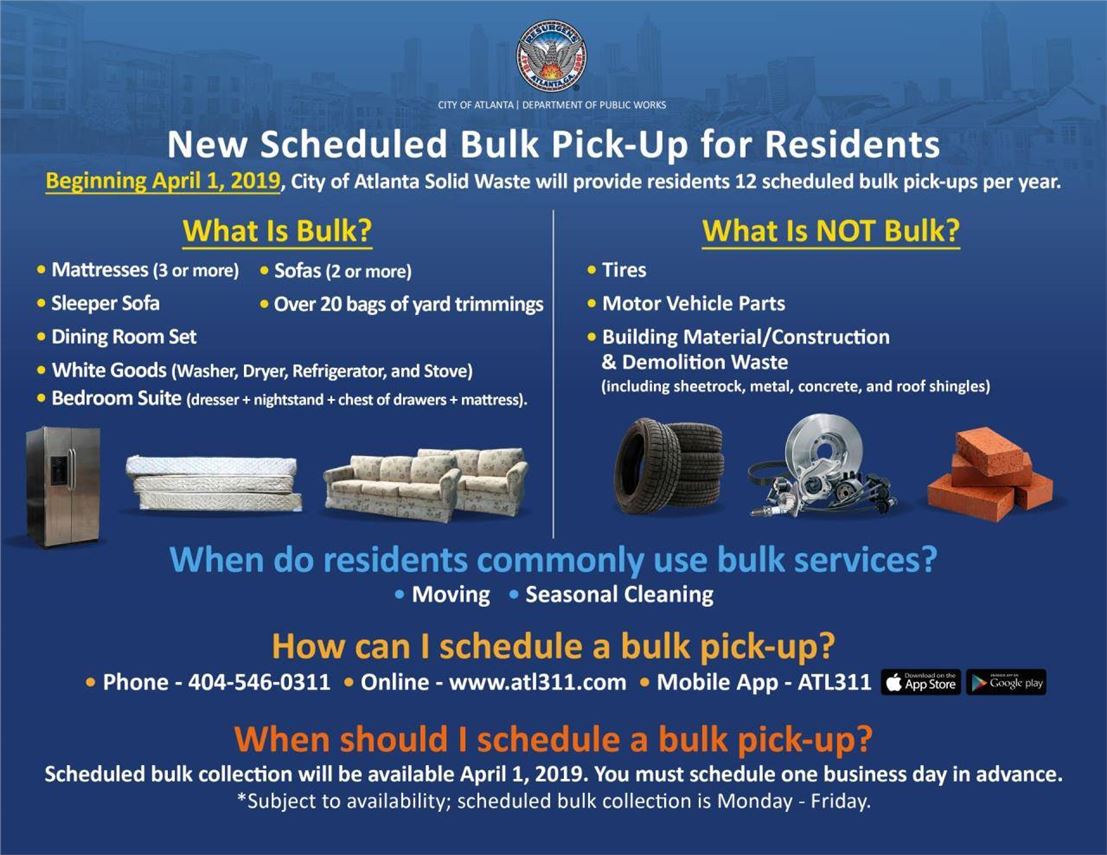 RESURGENS
1847 1865
ATLANTA, GA.
CITY OF ATLANTA | DEPARTMENT OF PUBLIC WORKS
New Scheduled Bulk Pick-Up for Residents
Beginning April 1, 2019, City of Atlanta Solid Waste will provide residents 12 scheduled bulk pick-ups per year.
What Is Bulk?
• Mattresses (3 or more) • Sofas (2 or more)
• Sleeper Sofa • Over 20 bags of yard trimmings
• Dining Room Set
• White Goods (Washer, Dryer, Refrigerator, and Stove)
• Bedroom Suite (dresser + nightstand + chest of drawers + mattress).
What Is NOT Bulk?
• Tires
• Motor Vehicle Parts
• Building Material/Construction
& Demolition Waste
(including sheetrock, metal, concrete, and roof shingles)
When do residents commonly use bulk services?
• Moving • Seasonal Cleaning
How can I schedule a bulk pick-up?
• Phone - 404-546-0311 • Online - www.atl311.com • Mobile App - ATL311
Download on the
App Store
Google play
When should I schedule a bulk pick-up?
Scheduled bulk collection will be available April 1, 2019. You must schedule one business day in advance.
*Subject to availability; scheduled bulk collection is Monday - Friday.